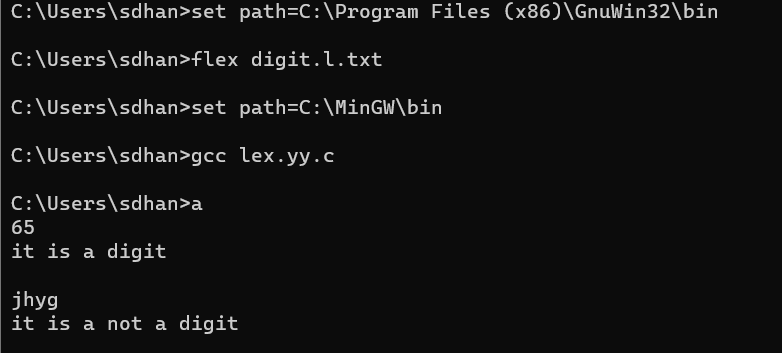 C:\Users\sdhan>set path=C:\Program Files (x86)\GnuWin32\bin
C:\Users\sdhan>flex digit.l.txt
C:\Users\sdhan>set path=C:\MinGW\bin
C:\Users\sdhan>gcc lex.yy.c
C:\Users\sdhan>a
65
it is a digit
jhyg
it is a not a digit